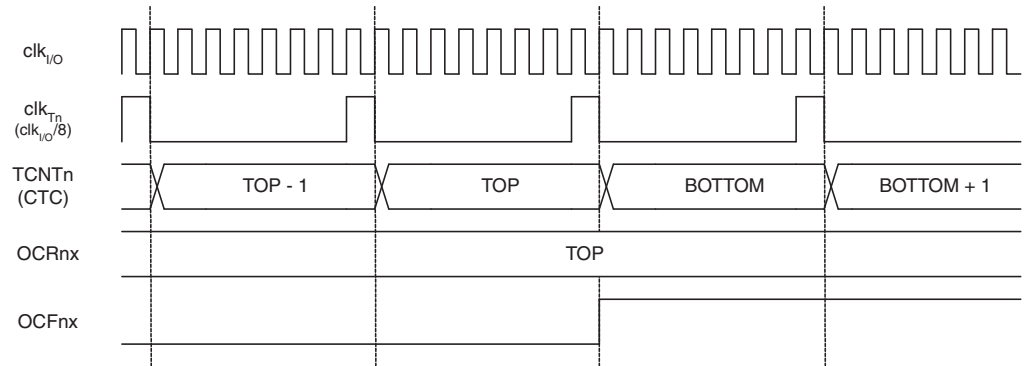 clkI/O
clkTn
(clkI/O/8)
TCNTn
(CTC)
TOP - 1
TOP
BOTTOM
BOTTOM + 1
OCRnx
TOP
OCFnx